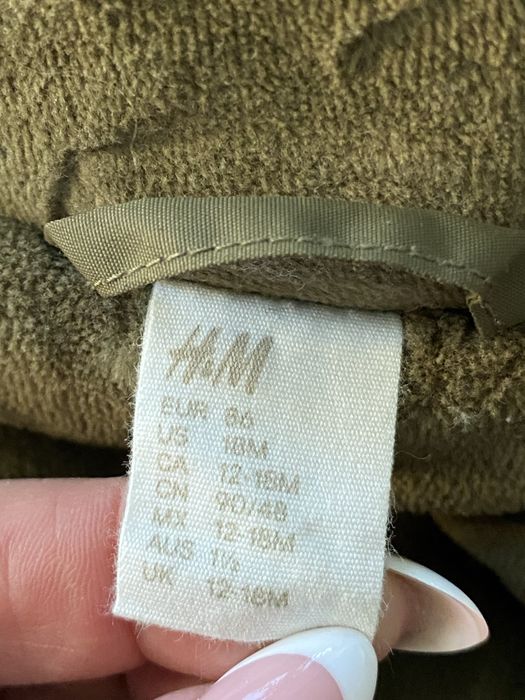 H&M
EUR 86
US 18M
CA 12-18M
CN 90/48
MX 12-18M
AUS 1½
UK 12-18M